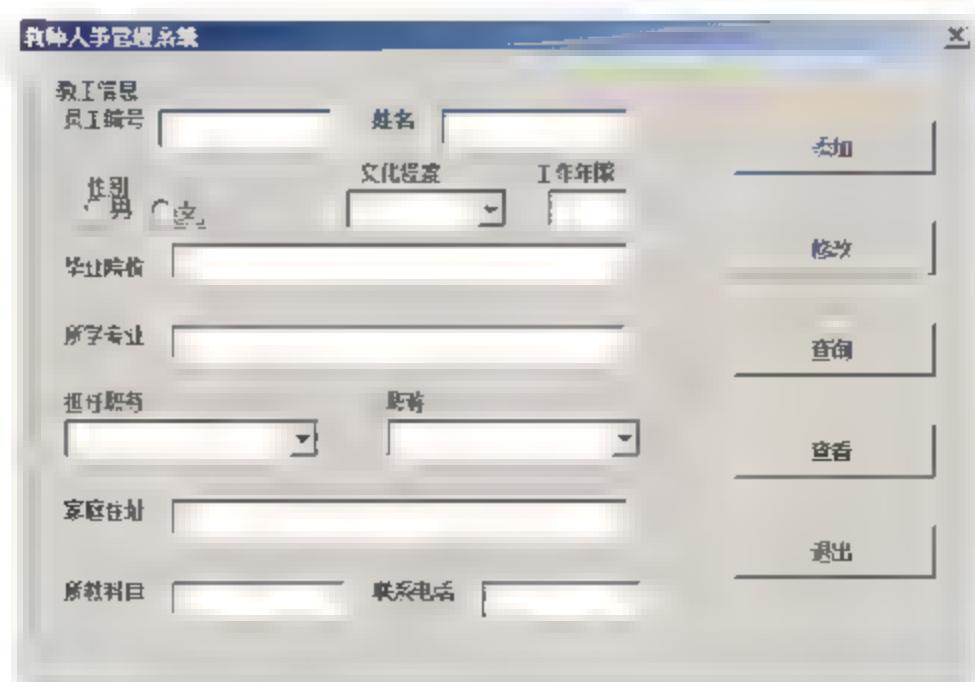 教师人事管理系统
教工信息
员工编号 姓名 添加
文化程度 工作年限
性别
男 女
修改
毕业院校
所学专业 查询
担任职务 职称
查看
家庭住址
退出
所教科目 联系电话